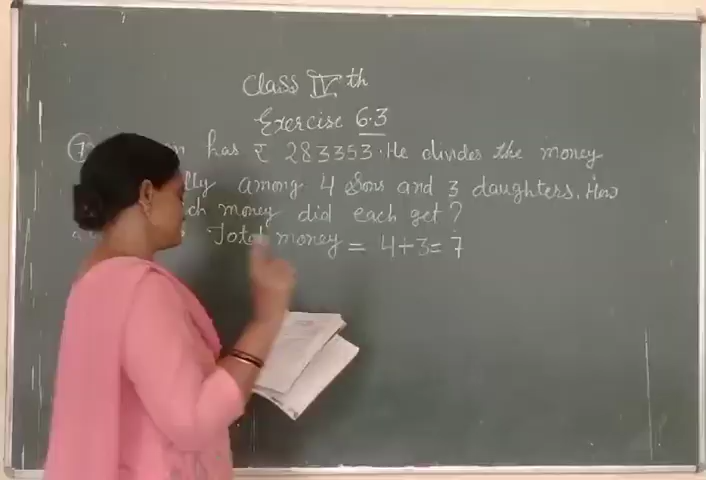 Class IV th
Exercise 6.3
7 has ₹ 283353. He divides the money
lly among 4 Sons and 3 daughters. How
ch money did each get?
Total money = 4+3= 7